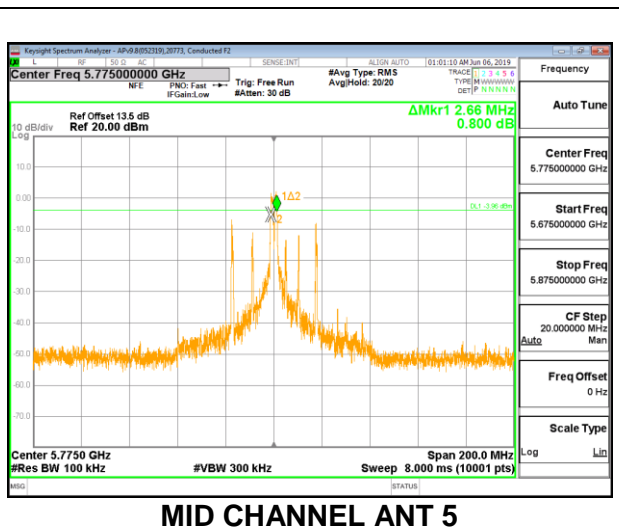 Keysight Spectrum Analyzer - APv9.8(052319),20773, Conducted F2
L RF 50 Ω AC SENSE:INT ALIGN AUTO 01:01:10 AM Jun 06, 2019
Center Freq 5.775000000 GHz
NFE
PNO: Fast
IFGain:Low
Trig: Free Run
#Atten: 30 dB
#Avg Type: RMS
Avg|Hold: 20/20
TRACE 1 2 3 4 5 6
TYPE M W W W W W
DET P N N N N N
Ref Offset 13.5 dB
Ref 20.00 dBm
ΔMkr1 2.66 MHz
0.800 dB
10 dB/div
Log
10.0
0.00
-10.0
-20.0
-30.0
-40.0
-50.0
-60.0
-70.0
1Δ2
2
DL1 -3.96 dBm
Center 5.7750 GHz
Span 200.0 MHz
#Res BW 100 kHz
#VBW 300 kHz
Sweep 8.000 ms (10001 pts)
MSG
STATUS
Frequency
Auto Tune
Center Freq
5.775000000 GHz
Start Freq
5.675000000 GHz
Stop Freq
5.875000000 GHz
CF Step
20.000000 MHz
Auto Man
Freq Offset
0 Hz
Scale Type
Log Lin
MID CHANNEL ANT 5